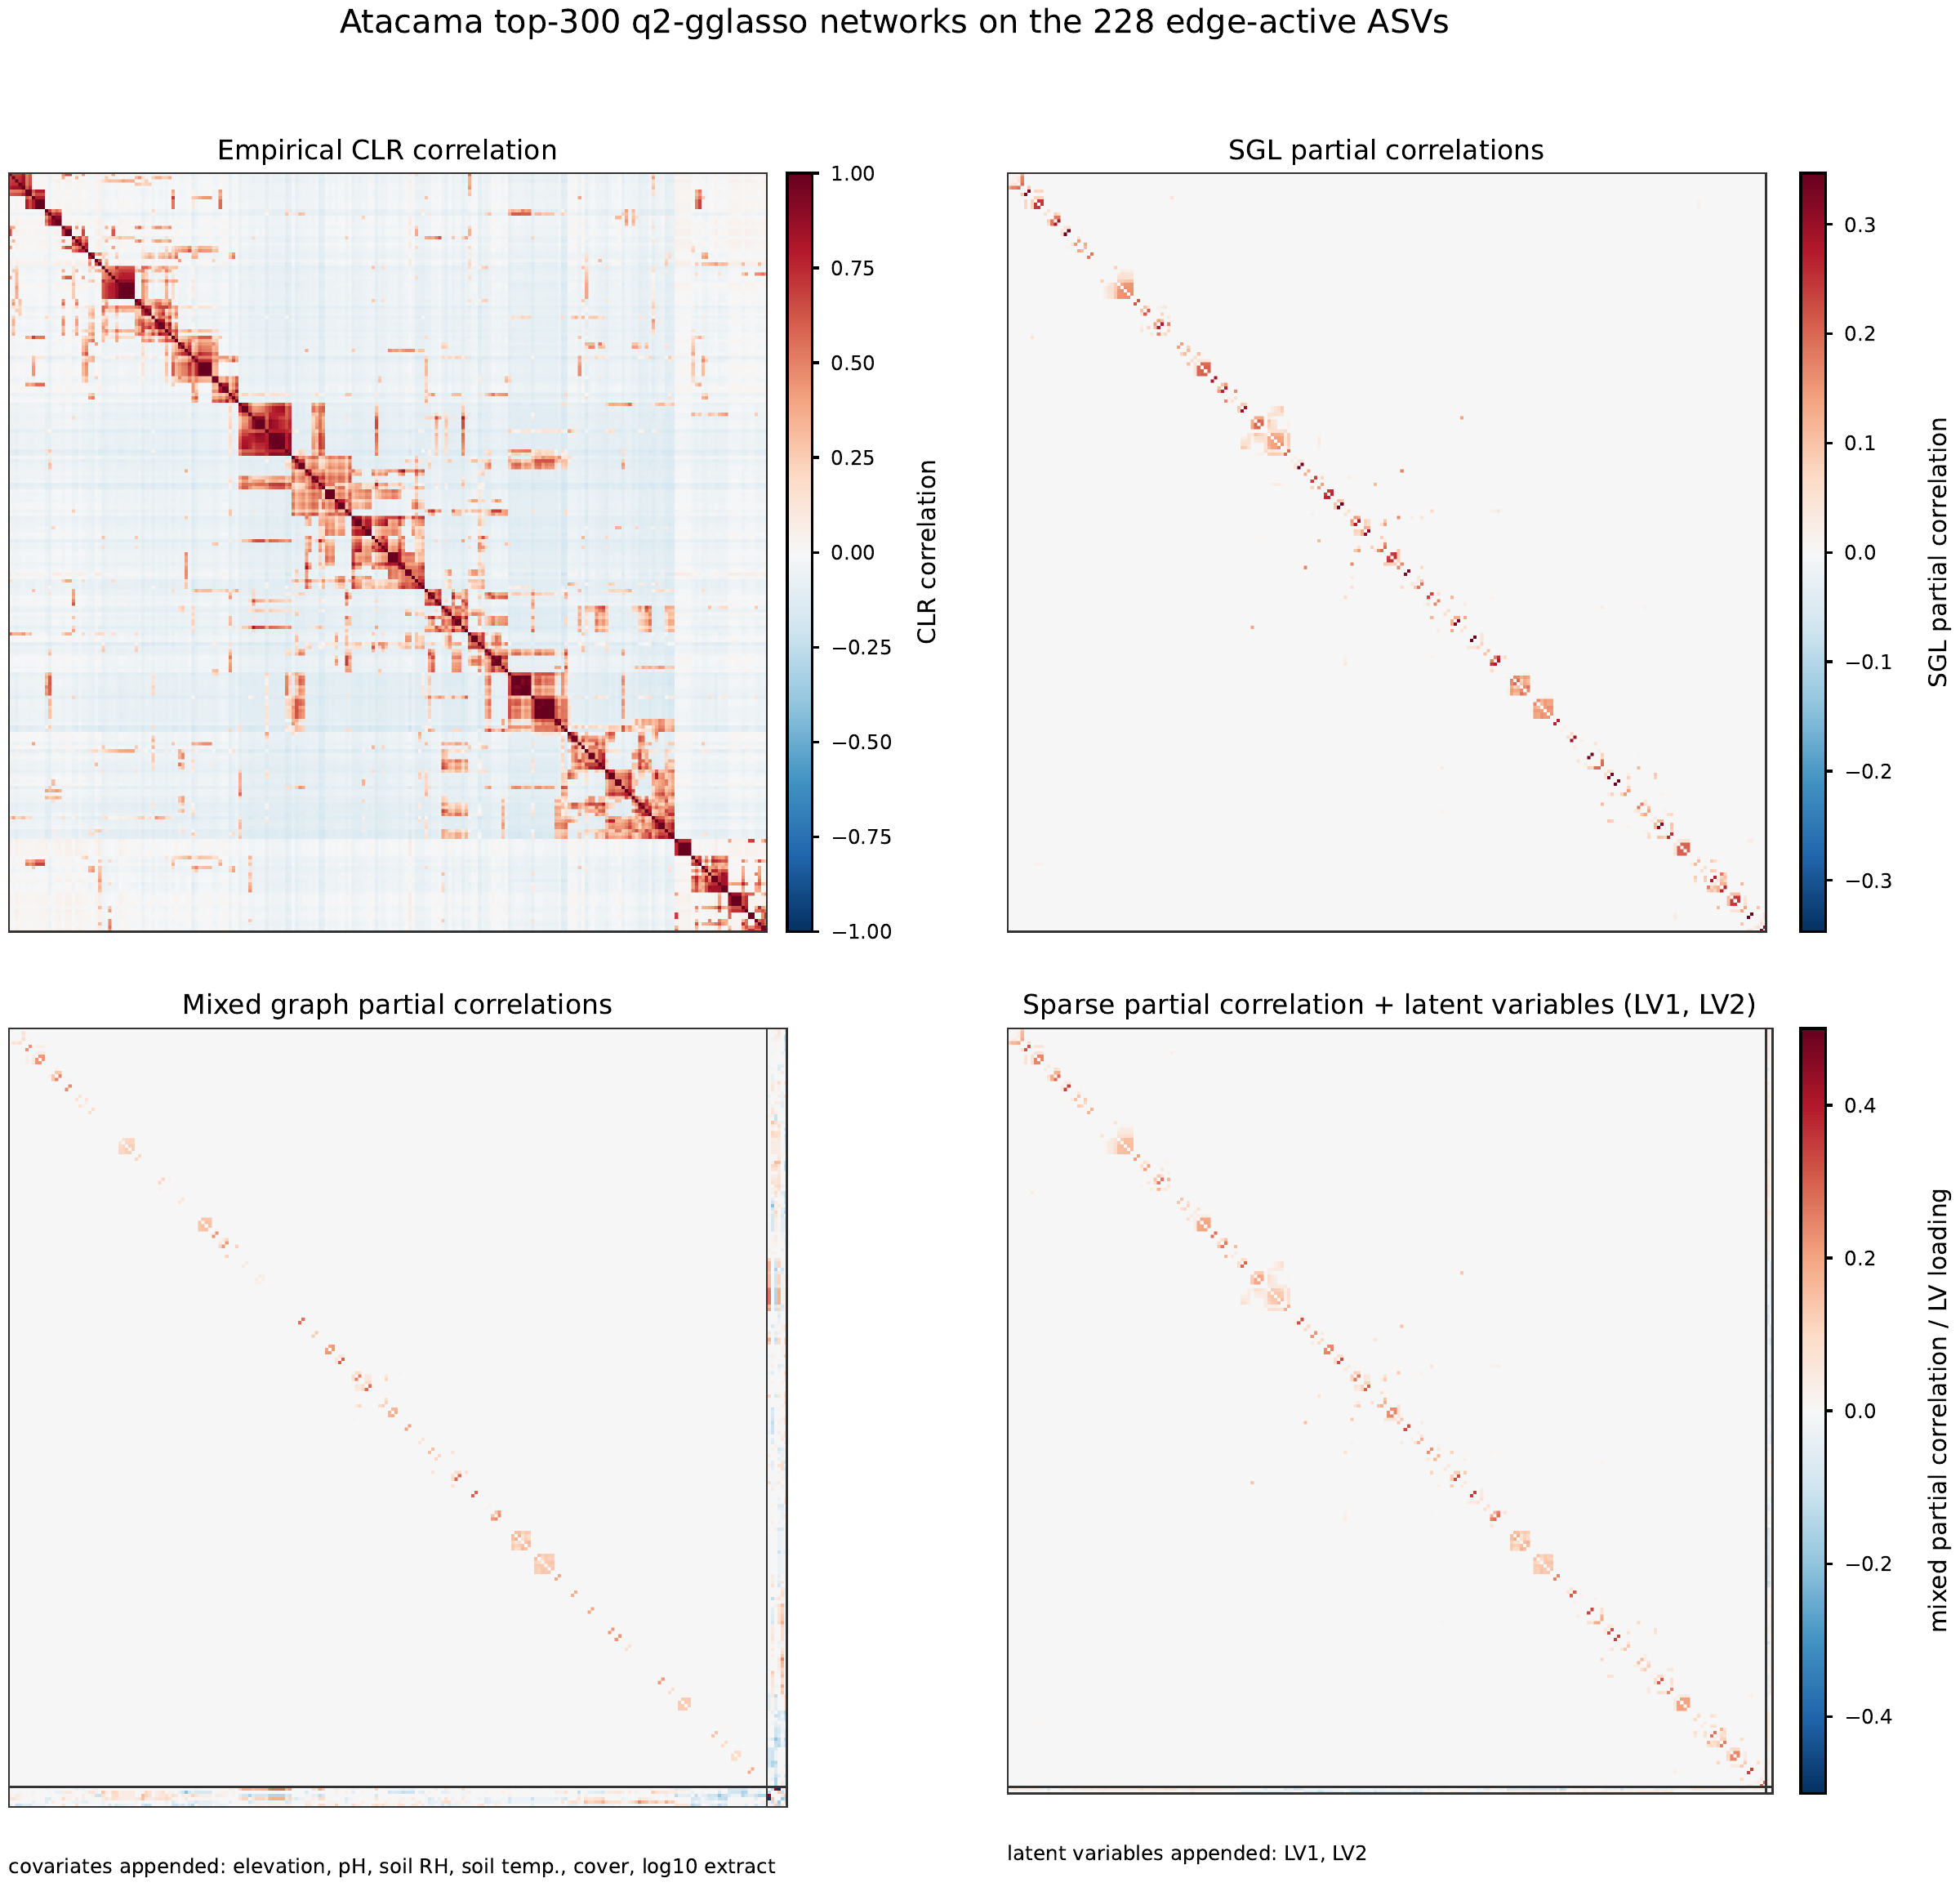 Atacama top-300 q2-gglasso networks on the 228 edge-active ASVs
Empirical CLR correlation
1.00
0.75
0.50
0.25
0.00
−0.25
−0.50
−0.75
−1.00
CLR correlation
SGL partial correlations
0.3
0.2
0.1
0.0
−0.1
−0.2
−0.3
SGL partial correlation
Mixed graph partial correlations
covariates appended: elevation, pH, soil RH, soil temp., cover, log10 extract
Sparse partial correlation + latent variables (LV1, LV2)
0.4
0.2
0.0
−0.2
−0.4
mixed partial correlation / LV loading
latent variables appended: LV1, LV2